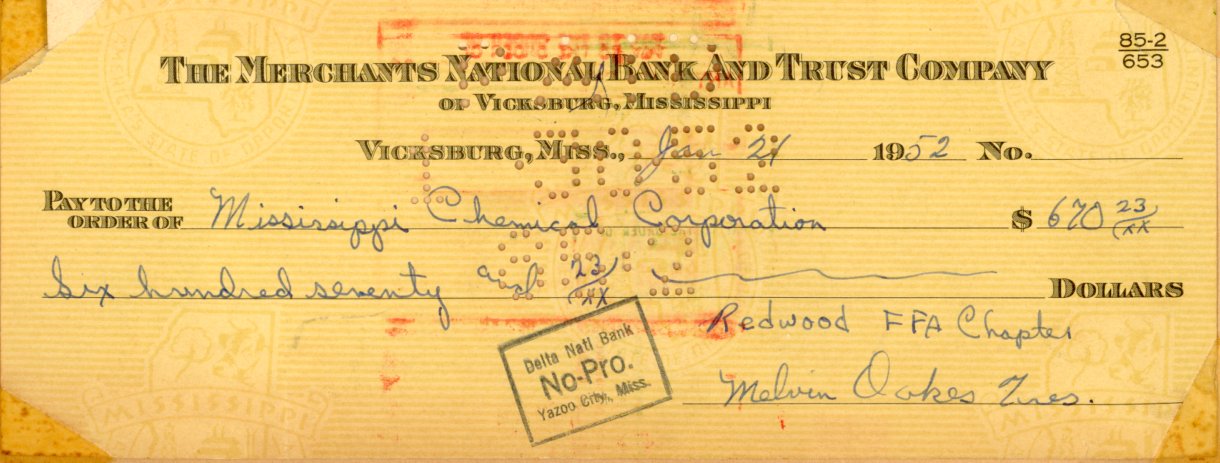 85-2
653
THE MERCHANTS NATIONAL BANK AND TRUST COMPANY
OF VICKSBURG, MISSISSIPPI
VICKSBURG, MISS., Jan 21 1952 NO.
PAY TO THE ORDER OF Mississippi Chemical Corporation $ 670 23/xx
Six hundred seventy and 23/xx DOLLARS
Redwood FFA Chapter
Melvin Oakes Tres.
Delta Natl Bank
No-Pro.
Yazoo City, Miss.